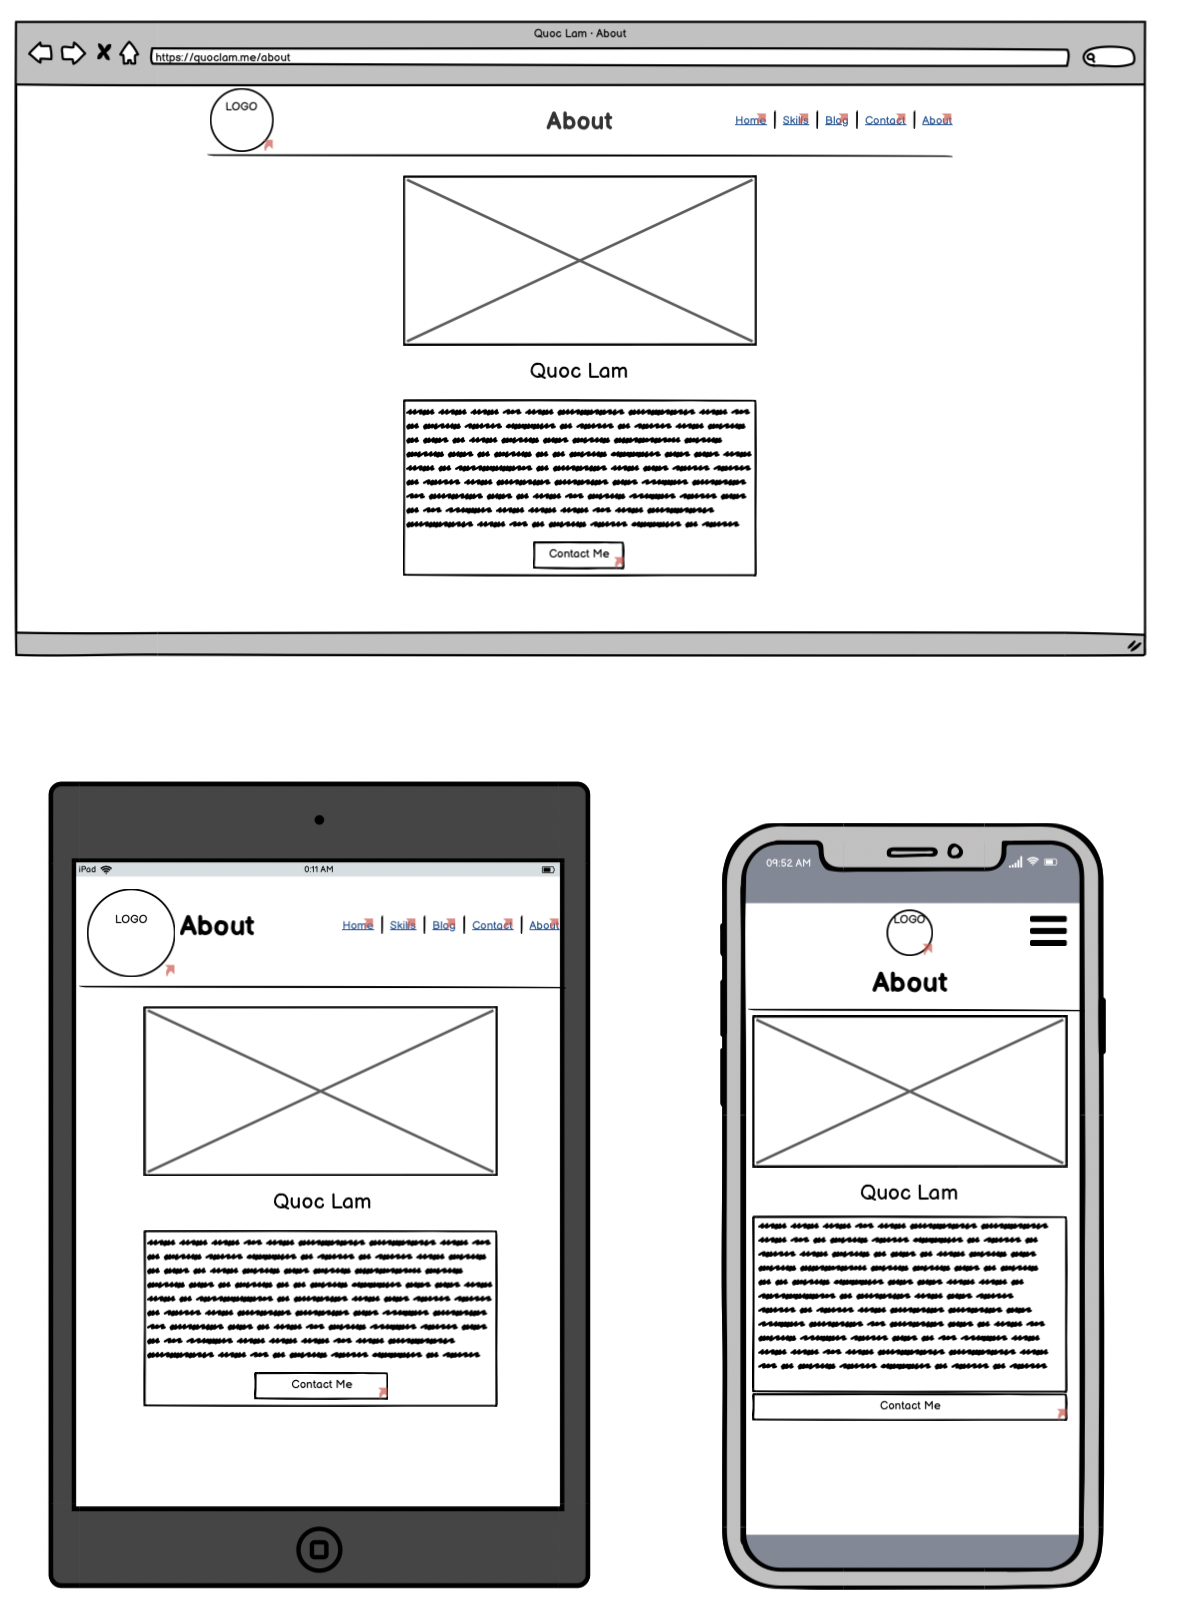 Quoc Lam · About
https://quoclam.me/about
LOGO
About
Home | Skills | Blog | Contact | About
Quoc Lam
Contact Me
iPad
0:11 AM
LOGO
About
Home | Skills | Blog | Contact | About
Quoc Lam
Contact Me
09:52 AM
LOGO
About
Quoc Lam
Contact Me